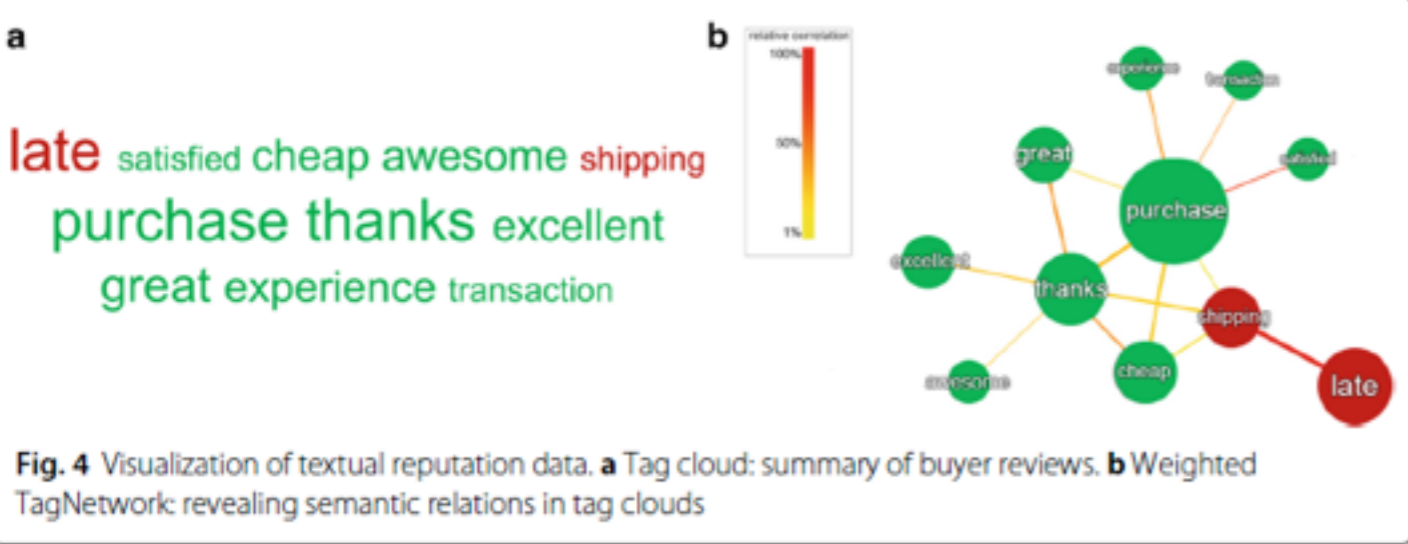 a
late satisfied cheap awesome shipping
purchase thanks excellent
great experience transaction
b
relative correlation
100%
50%
1%
experience
transaction
great
satisfied
purchase
excellent
thanks
shipping
cheap
awesome
late
Fig. 4 Visualization of textual reputation data. a Tag cloud: summary of buyer reviews. b Weighted
TagNetwork: revealing semantic relations in tag clouds